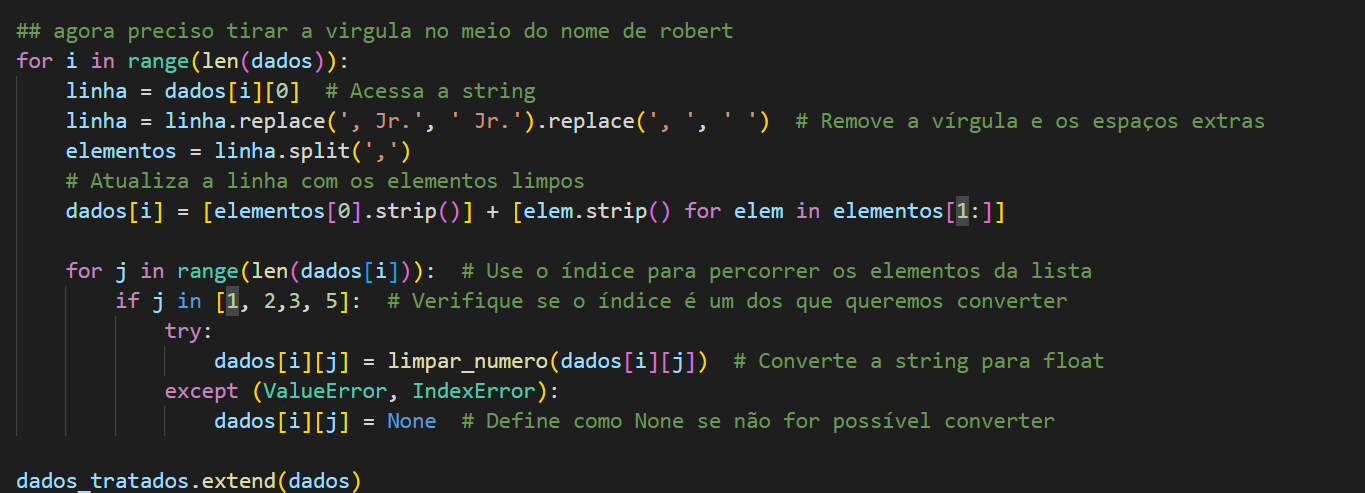 ## agora preciso tirar a virgula no meio do nome de robert
for i in range(len(dados)):
    linha = dados[i][0]  # Acessa a string
    linha = linha.replace(', Jr.', ' Jr.').replace(', ', ' ')  # Remove a vírgula e os espaços extras
    elementos = linha.split(',')
    # Atualiza a linha com os elementos limpos
    dados[i] = [elementos[0].strip()] + [elem.strip() for elem in elementos[1:]]

    for j in range(len(dados[i])):  # Use o índice para percorrer os elementos da lista
        if j in [1, 2,3, 5]:  # Verifique se o índice é um dos que queremos converter
            try:
                dados[i][j] = limpar_numero(dados[i][j])  # Converte a string para float
            except (ValueError, IndexError):
                dados[i][j] = None  # Define como None se não for possível converter

dados_tratados.extend(dados)